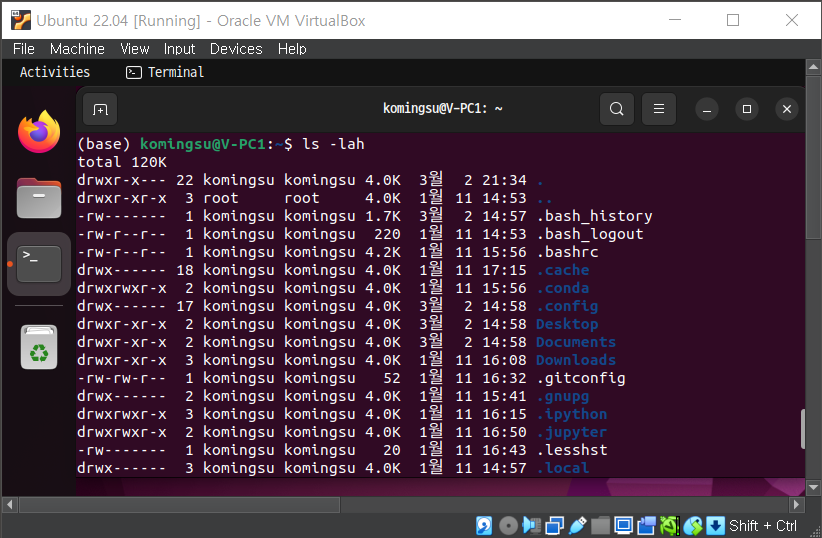 Ubuntu 22.04 [Running] - Oracle VM VirtualBox
File Machine View Input Devices Help
Activities Terminal
komingsu@V-PC1: ~
(base) komingsu@V-PC1:~$ ls -lah
total 120K
drwxr-x--- 22 komingsu komingsu 4.0K 3월 2 21:34 .
drwxr-xr-x 3 root root 4.0K 1월 11 14:53 ..
-rw------- 1 komingsu komingsu 1.7K 3월 2 14:57 .bash_history
-rw-r--r-- 1 komingsu komingsu 220 1월 11 14:53 .bash_logout
-rw-r--r-- 1 komingsu komingsu 4.2K 1월 11 15:56 .bashrc
drwx------ 18 komingsu komingsu 4.0K 1월 11 17:15 .cache
drwxrwxr-x 2 komingsu komingsu 4.0K 1월 11 15:56 .conda
drwx------ 17 komingsu komingsu 4.0K 3월 2 14:58 .config
drwxr-xr-x 2 komingsu komingsu 4.0K 3월 2 14:58 Desktop
drwxr-xr-x 2 komingsu komingsu 4.0K 3월 2 14:58 Documents
drwxr-xr-x 3 komingsu komingsu 4.0K 1월 11 16:08 Downloads
-rw-rw-r-- 1 komingsu komingsu 52 1월 11 16:32 .gitconfig
drwx------ 2 komingsu komingsu 4.0K 1월 11 15:41 .gnupg
drwxrwxr-x 3 komingsu komingsu 4.0K 1월 11 16:15 .ipython
drwxrwxr-x 2 komingsu komingsu 4.0K 1월 11 16:50 .jupyter
-rw------- 1 komingsu komingsu 20 1월 11 16:43 .lesshst
drwx------ 3 komingsu komingsu 4.0K 1월 11 14:57 .local
Shift + Ctrl